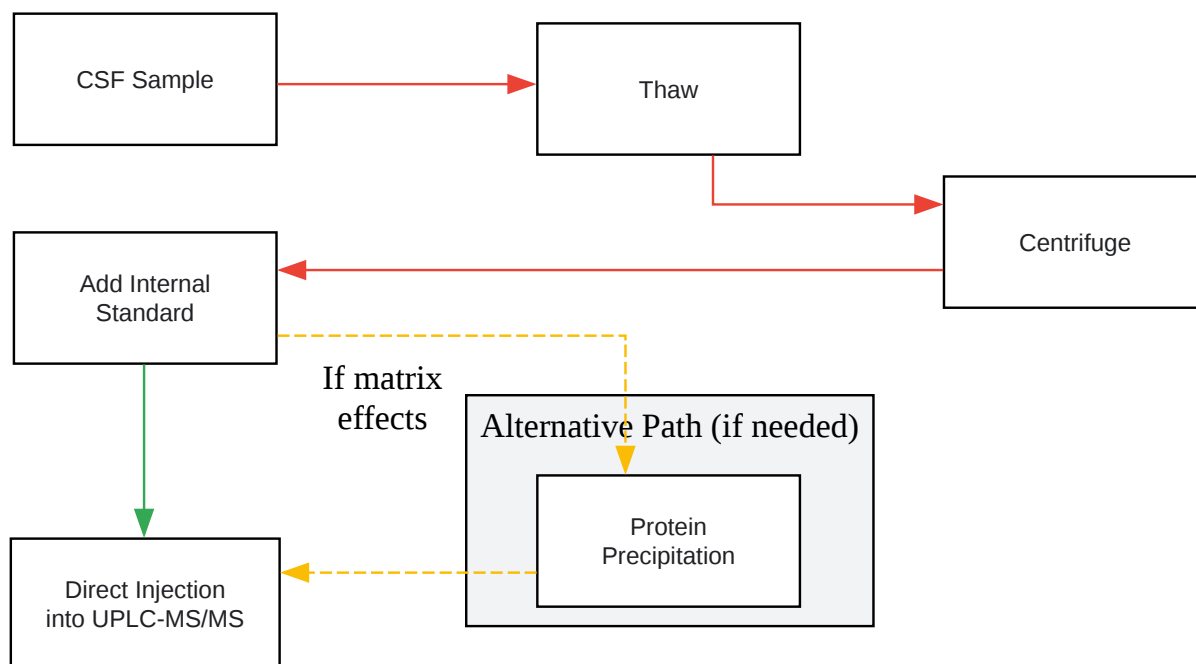 CSF Sample
Thaw
Centrifuge
Add Internal
Standard
If matrix
effects
Alternative Path (if needed)
Protein
Precipitation
Direct Injection
into UPLC-MS/MS